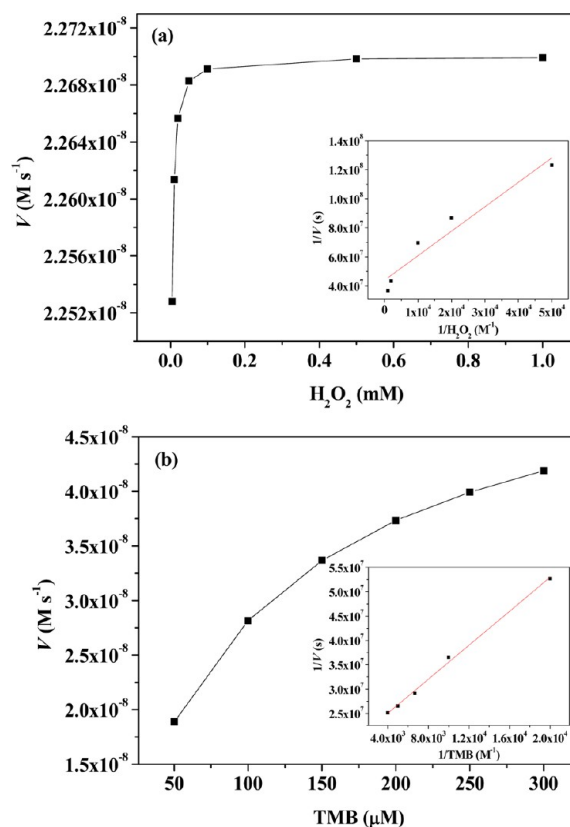 (a)
2.272x10⁻⁸
2.268x10⁻⁸
2.264x10⁻⁸
2.260x10⁻⁸
2.256x10⁻⁸
2.252x10⁻⁸
V (M s⁻¹)
0.0 0.2 0.4 0.6 0.8 1.0
H₂O₂ (mM)
1.4x10⁸
1.2x10⁸
1.0x10⁸
8.0x10⁷
6.0x10⁷
4.0x10⁷
1/V (s)
0 1x10⁴ 2x10⁴ 3x10⁴ 4x10⁴ 5x10⁴
1/H₂O₂ (M⁻¹)
(b)
4.5x10⁻⁸
4.0x10⁻⁸
3.5x10⁻⁸
3.0x10⁻⁸
2.5x10⁻⁸
2.0x10⁻⁸
1.5x10⁻⁸
V (M s⁻¹)
50 100 150 200 250 300
TMB (μM)
5.5x10⁷
5.0x10⁷
4.5x10⁷
4.0x10⁷
3.5x10⁷
3.0x10⁷
2.5x10⁷
1/V (s)
4.0x10³ 8.0x10³ 1.2x10⁴ 1.6x10⁴ 2.0x10⁴
1/TMB (M⁻¹)